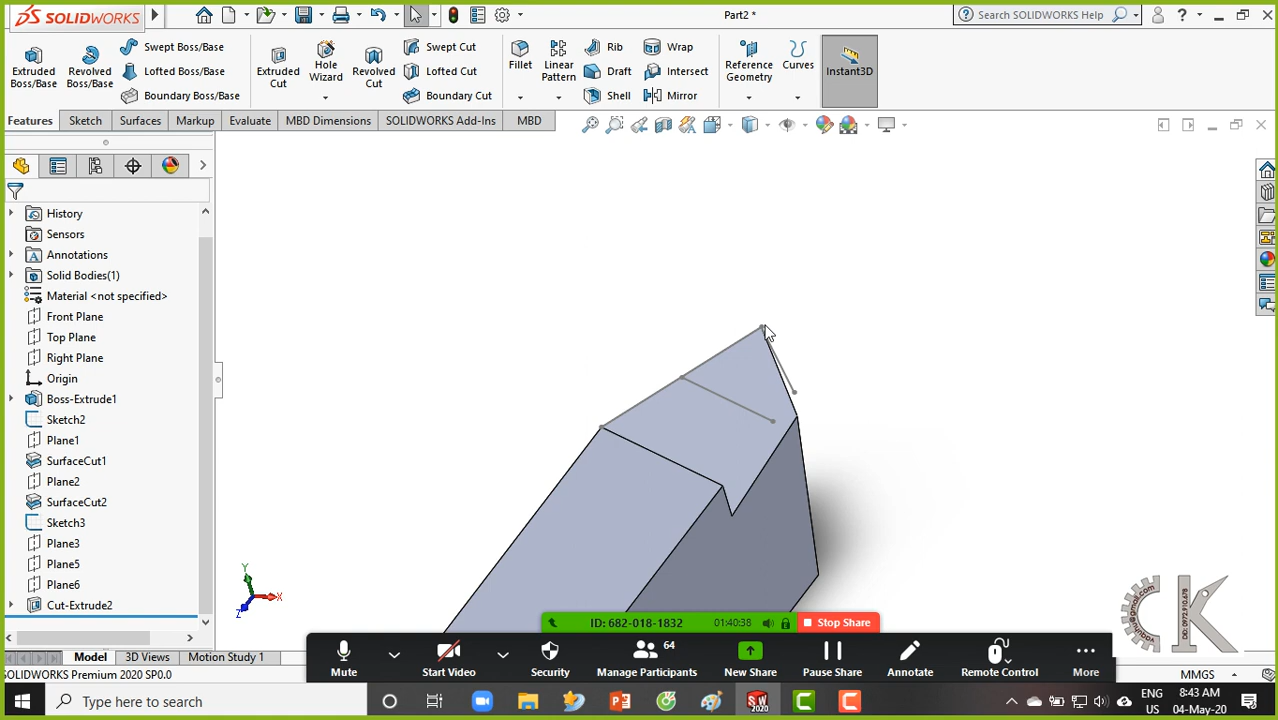 SOLIDWORKS
Part2 *
Search SOLIDWORKS Help
?
Extruded Boss/Base
Revolved Boss/Base
Swept Boss/Base
Lofted Boss/Base
Boundary Boss/Base
Extruded Cut
Hole Wizard
Revolved Cut
Swept Cut
Lofted Cut
Boundary Cut
Fillet
Linear Pattern
Rib
Draft
Shell
Wrap
Intersect
Mirror
Reference Geometry
Curves
Instant3D
Features Sketch Surfaces Markup Evaluate MBD Dimensions SOLIDWORKS Add-Ins MBD
History
Sensors
Annotations
Solid Bodies(1)
Material <not specified>
Front Plane
Top Plane
Right Plane
Origin
Boss-Extrude1
Sketch2
Plane1
SurfaceCut1
Plane2
SurfaceCut2
Sketch3
Plane3
Plane5
Plane6
Cut-Extrude2
Y
X
Z
ID: 682-018-1832 01:40:38 Stop Share
Mute
Start Video
Security
64
Manage Participants
New Share
Pause Share
Annotate
Remote Control
More
Model 3D Views Motion Study 1
SOLIDWORKS Premium 2020 SP0.0
MMGS
Type here to search
SW
2020
ENG
US
8:43 AM
04-May-20